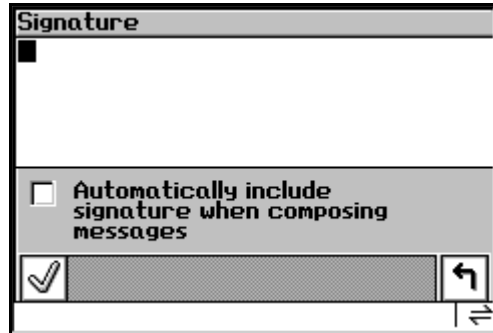 Signature
Automatically include
signature when composing
messages